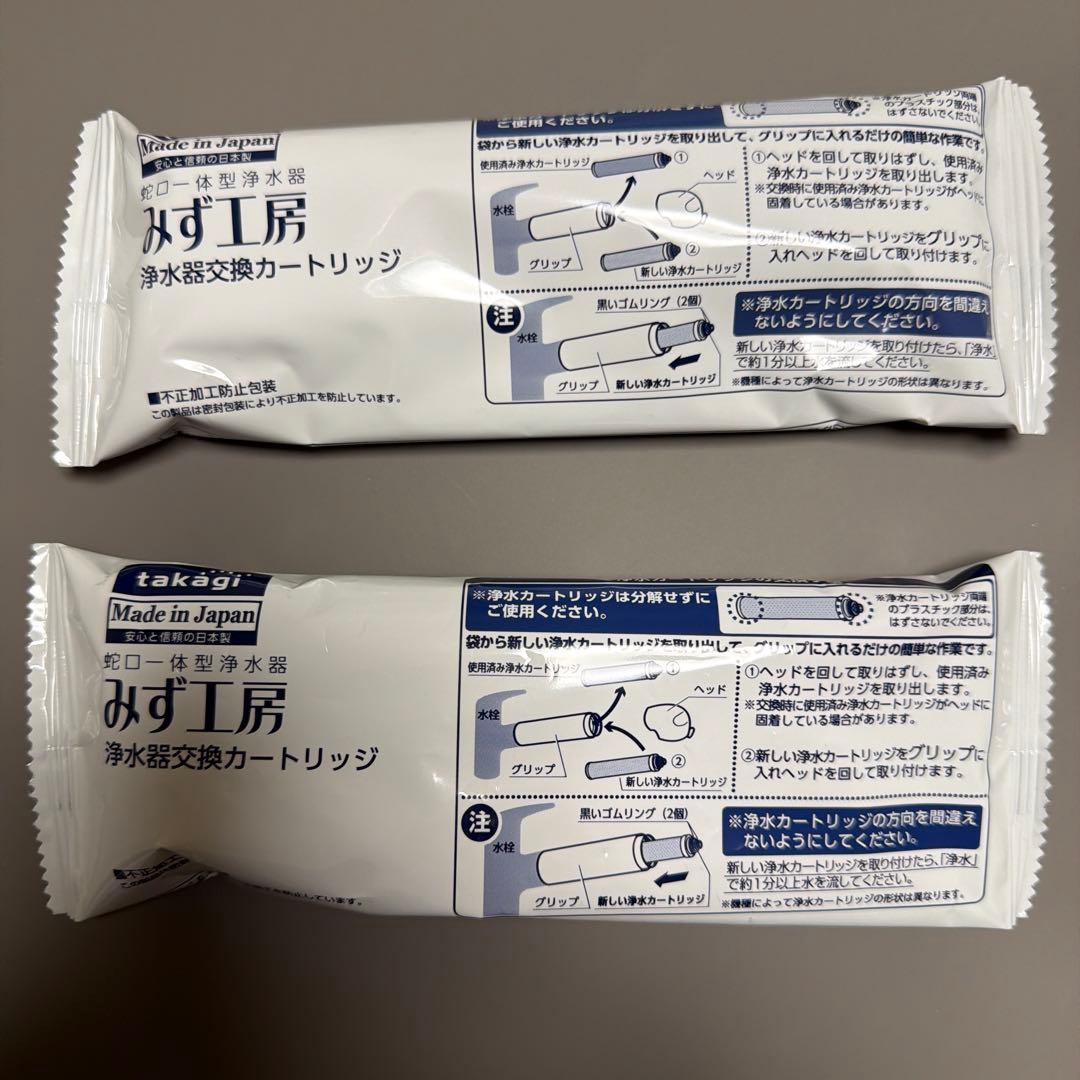 Made in Japan
安心と信頼の日本製
蛇口一体型浄水器
みず工房
浄水器交換カートリッジ
■不正加工防止包装
この製品は密封包装により不正加工を防止しています。
ご使用ください。
※浄水カートリッジ両端
のプラスチック部分は、
はずさないでください。
袋から新しい浄水カートリッジを取り出して、グリップに入れるだけの簡単な作業です。
使用済み浄水カートリッジ
①
ヘッド
水栓
グリップ
②
新しい浄水カートリッジ
①ヘッドを回して取りはずし、使用済み
浄水カートリッジを取り出します。
※交換時に使用済み浄水カートリッジがヘッドに
固着している場合があります。
②新しい浄水カートリッジをグリップに
入れヘッドを回して取り付けます。
注
黒いゴムリング（2個）
水栓
グリップ
新しい浄水カートリッジ
※浄水カートリッジの方向を間違え
ないようにしてください。
新しい浄水カートリッジを取り付けたら、「浄水」
で約1分以上水を流してください。
※機種によって浄水カートリッジの形状は異なります。
takagi
Made in Japan
安心と信頼の日本製
蛇口一体型浄水器
みず工房
浄水器交換カートリッジ
■不正加工
※浄水カートリッジは分解せずに
ご使用ください。
※浄水カートリッジ両端
のプラスチック部分は、
はずさないでください。
袋から新しい浄水カートリッジを取り出して、グリップに入れるだけの簡単な作業です。
使用済み浄水カートリッジ
①
ヘッド
水栓
グリップ
②
新しい浄水カートリッジ
①ヘッドを回して取りはずし、使用済み
浄水カートリッジを取り出します。
※交換時に使用済み浄水カートリッジがヘッドに
固着している場合があります。
②新しい浄水カートリッジをグリップに
入れヘッドを回して取り付けます。
注
黒いゴムリング（2個）
水栓
グリップ
新しい浄水カートリッジ
※浄水カートリッジの方向を間違え
ないようにしてください。
新しい浄水カートリッジを取り付けたら、「浄水」
で約1分以上水を流してください。
※機種によって浄水カートリッジの形状は異なります。